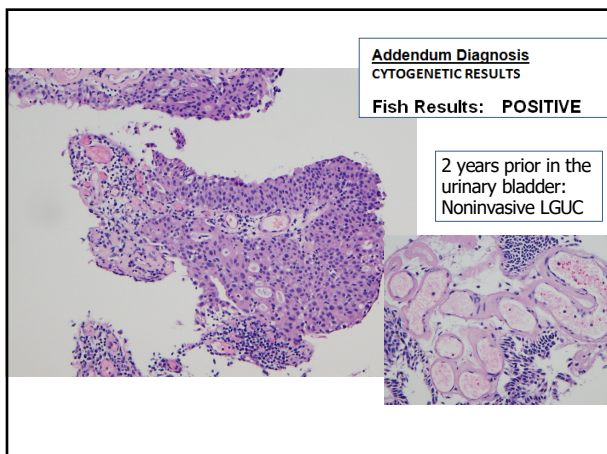 Addendum Diagnosis
CYTOGENETIC RESULTS
Fish Results: POSITIVE
2 years prior in the
urinary bladder:
Noninvasive LGUC